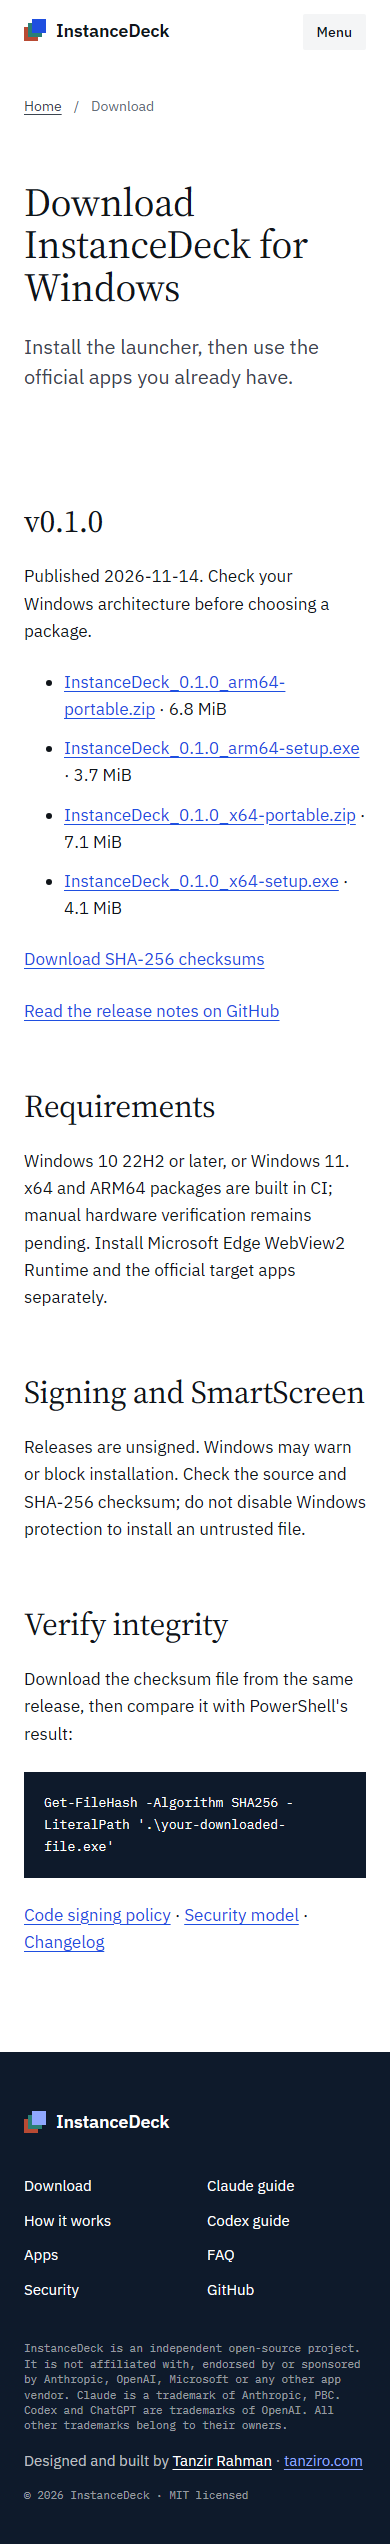 InstanceDeck
Menu
Home / Download
Download
InstanceDeck for
Windows
Install the launcher, then use the
official apps you already have.
v0.1.0
Published 2026-11-14. Check your
Windows architecture before choosing a
package.
• InstanceDeck_0.1.0_arm64-
portable.zip · 6.8 MiB
• InstanceDeck_0.1.0_arm64-setup.exe
· 3.7 MiB
• InstanceDeck_0.1.0_x64-portable.zip ·
7.1 MiB
• InstanceDeck_0.1.0_x64-setup.exe ·
4.1 MiB
Download SHA-256 checksums
Read the release notes on GitHub
Requirements
Windows 10 22H2 or later, or Windows 11.
x64 and ARM64 packages are built in CI;
manual hardware verification remains
pending. Install Microsoft Edge WebView2
Runtime and the official target apps
separately.
Signing and SmartScreen
Releases are unsigned. Windows may warn
or block installation. Check the source and
SHA-256 checksum; do not disable Windows
protection to install an untrusted file.
Verify integrity
Download the checksum file from the same
release, then compare it with PowerShell's
result:
Get-FileHash -Algorithm SHA256 -
LiteralPath '.\your-downloaded-
file.exe'
Code signing policy · Security model ·
Changelog
InstanceDeck
Download
Claude guide
How it works
Codex guide
Apps
FAQ
Security
GitHub
InstanceDeck is an independent open-source project.
It is not affiliated with, endorsed by or sponsored
by Anthropic, OpenAI, Microsoft or any other app
vendor. Claude is a trademark of Anthropic, PBC.
Codex and ChatGPT are trademarks of OpenAI. All
other trademarks belong to their owners.
Designed and built by Tanzir Rahman · tanziro.com
© 2026 InstanceDeck · MIT licensed